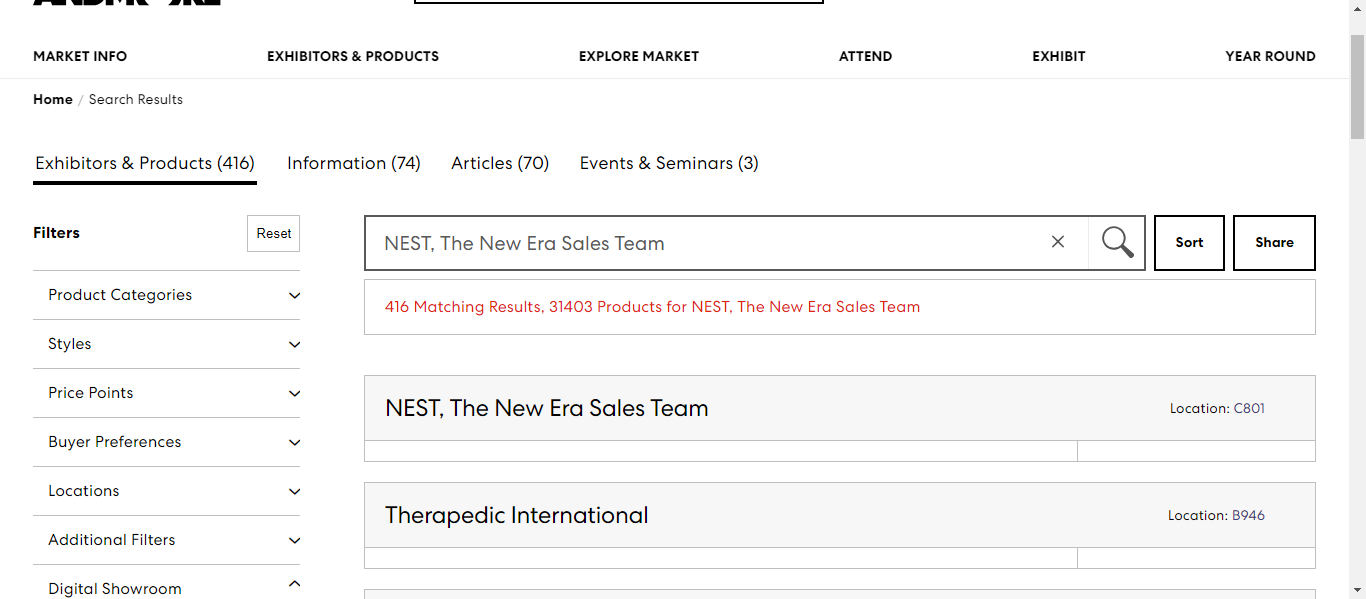 MARKET INFO EXHIBITORS & PRODUCTS EXPLORE MARKET ATTEND EXHIBIT YEAR ROUND
Home / Search Results
Exhibitors & Products (416) Information (74) Articles (70) Events & Seminars (3)
Filters Reset
NEST, The New Era Sales Team
Sort Share
416 Matching Results, 31403 Products for NEST, The New Era Sales Team
Product Categories
Styles
Price Points
Buyer Preferences
Locations
Additional Filters
Digital Showroom
NEST, The New Era Sales Team Location: C801
Therapedic International Location: B946